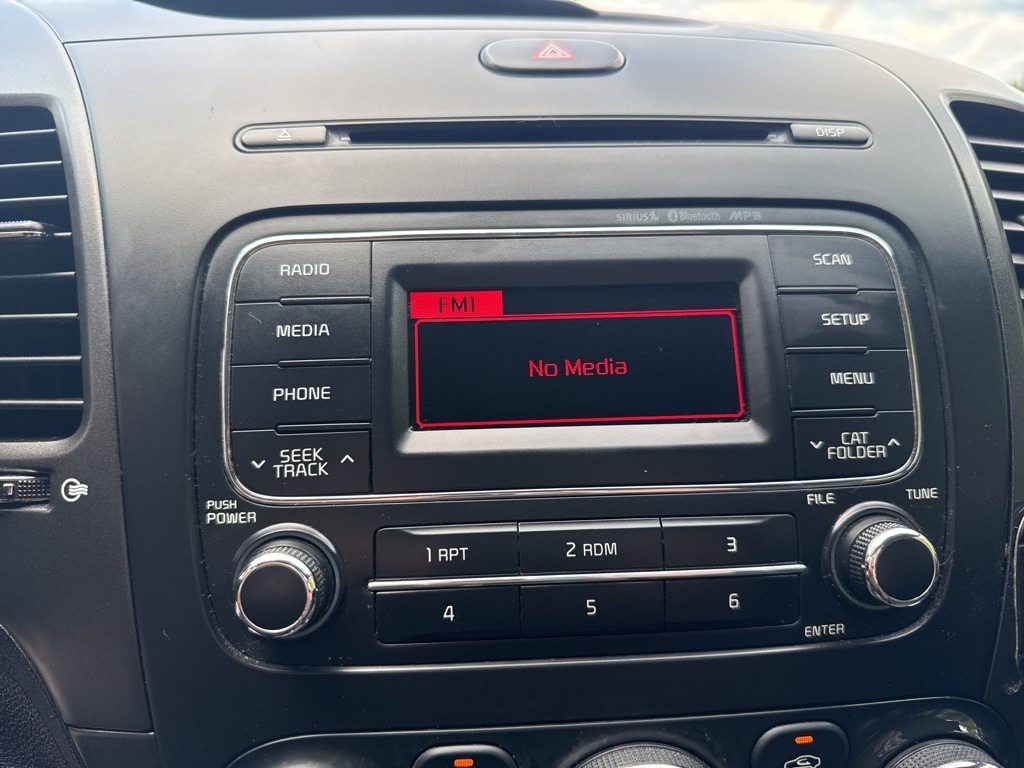 DISP
SIRIUS Bluetooth MP3
RADIO
MEDIA
PHONE
SEEK
TRACK
FM1
No Media
SCAN
SETUP
MENU
CAT
FOLDER
PUSH
POWER
1 RPT
2 RDM
3
4
5
6
FILE
TUNE
ENTER